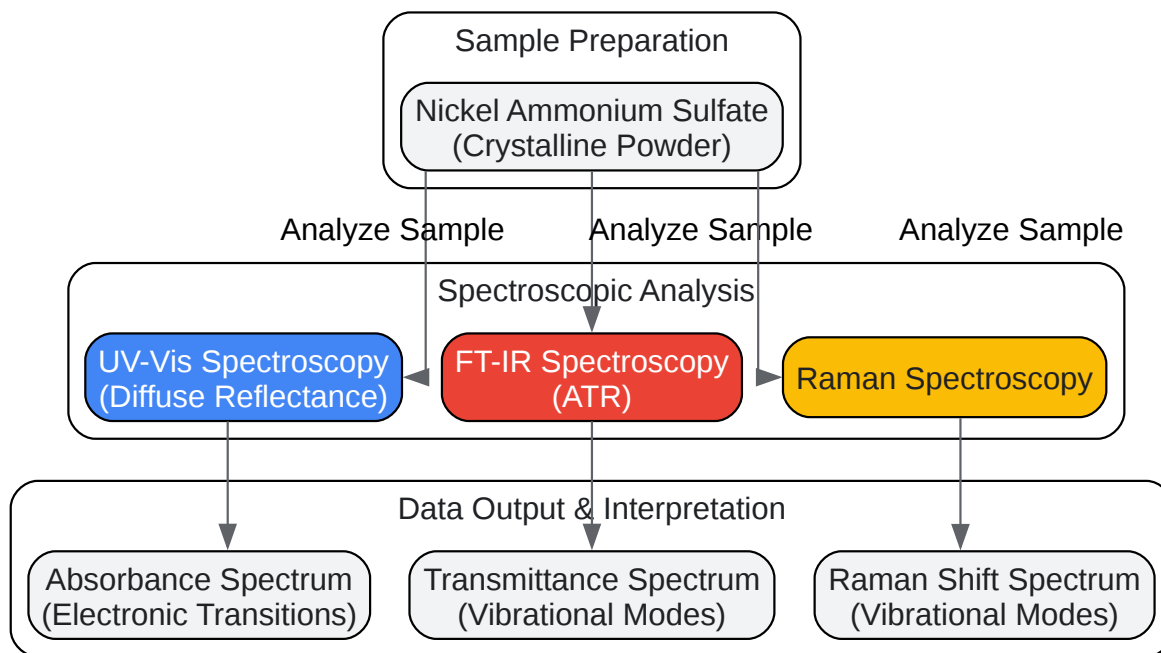 Sample Preparation
Nickel Ammonium Sulfate
(Crystalline Powder)
Analyze Sample
Analyze Sample
Analyze Sample
Spectroscopic Analysis
UV-Vis Spectroscopy
(Diffuse Reflectance)
FT-IR Spectroscopy
(ATR)
Raman Spectroscopy
Data Output & Interpretation
Absorbance Spectrum
(Electronic Transitions)
Transmittance Spectrum
(Vibrational Modes)
Raman Shift Spectrum
(Vibrational Modes)